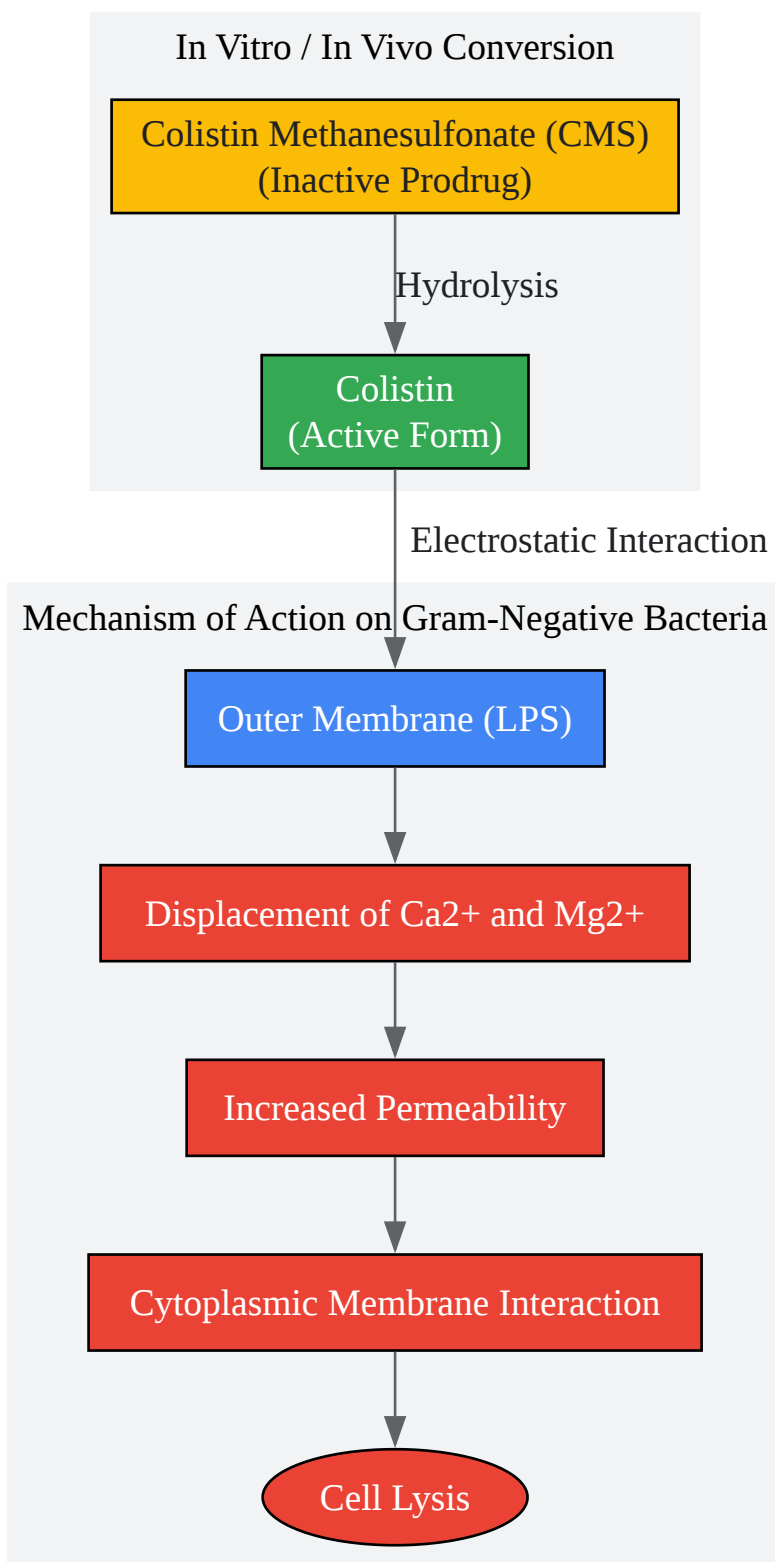 In Vitro / In Vivo Conversion
Colistin Methanesulfonate (CMS)
(Inactive Prodrug)
Hydrolysis
Colistin
(Active Form)
Electrostatic Interaction
Mechanism of Action on Gram-Negative Bacteria
Outer Membrane (LPS)
Displacement of Ca2+ and Mg2+
Increased Permeability
Cytoplasmic Membrane Interaction
Cell Lysis